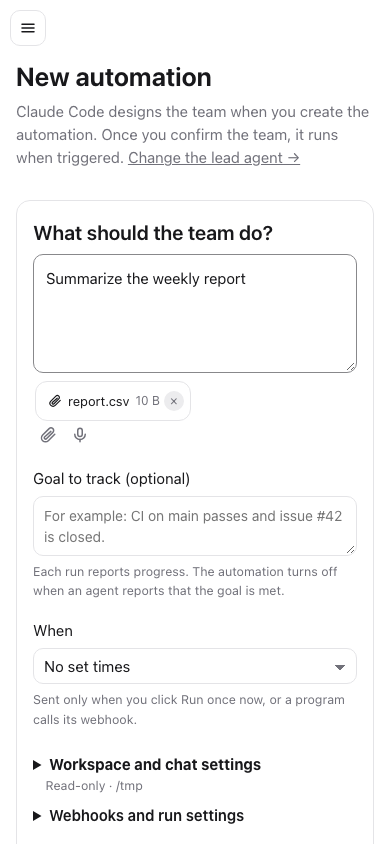 New automation
Claude Code designs the team when you create the
automation. Once you confirm the team, it runs
when triggered. Change the lead agent →
What should the team do?
Summarize the weekly report
report.csv 10 B ×
Goal to track (optional)
For example: CI on main passes and issue #42
is closed.
Each run reports progress. The automation turns off
when an agent reports that the goal is met.
When
No set times
Sent only when you click Run once now, or a program
calls its webhook.
Workspace and chat settings
Read-only · /tmp
Webhooks and run settings